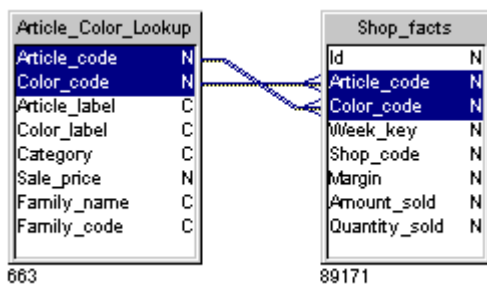 Article_Color_Lookup
Article_code N
Color_code N
Article_label C
Color_label C
Category C
Sale_price N
Family_name C
Family_code C
663
Shop_facts
Id N
Article_code N
Color_code N
Week_key N
Shop_code N
Margin N
Amount_sold N
Quantity_sold N
89171